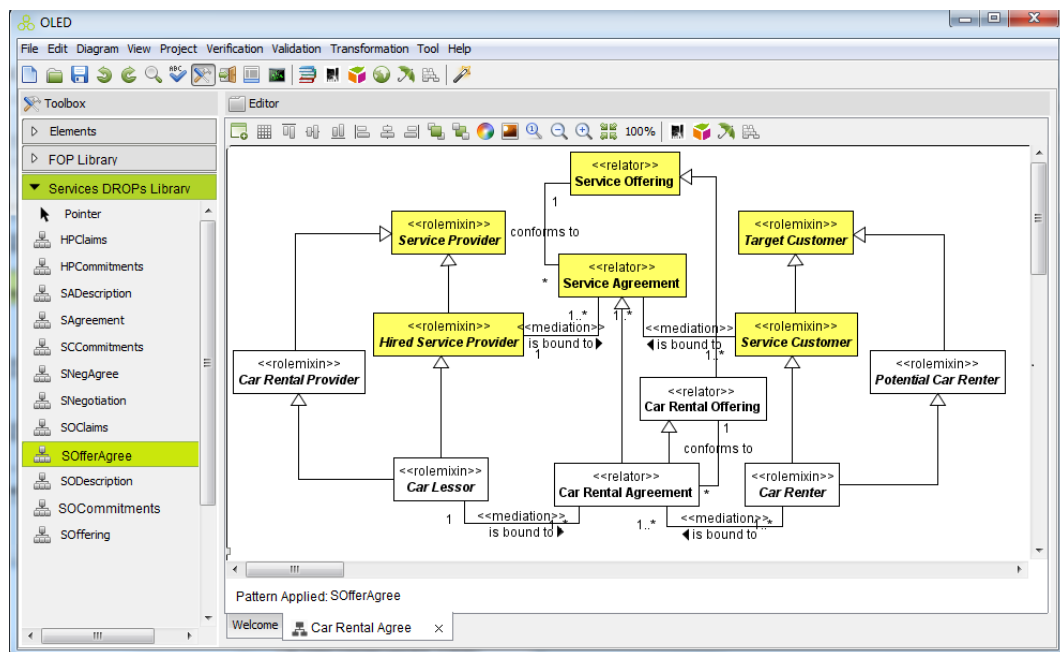 OLED
File Edit Diagram View Project Verification Validation Transformation Tool Help
ABC
Toolbox
Editor
Elements
FOP Library
Services DROPs Library
Pointer
HPClaims
HPCommitments
SADescription
SAgreement
SCCommitments
SNegAgree
SNegotiation
SOClaims
SOfferAgree
SODescription
SOCommitments
SOffering
100%
<<relator>>
Service Offering
1
<<rolemixin>>
Service Provider
conforms to
<<rolemixin>>
Target Customer
<<relator>>
Service Agreement
*
1..*
1..*
<<rolemixin>>
Hired Service Provider
<<mediation>>
is bound to
1
<<mediation>>
is bound to
1..*
<<rolemixin>>
Service Customer
<<rolemixin>>
Car Rental Provider
<<relator>>
Car Rental Offering
1
<<rolemixin>>
Potential Car Renter
conforms to
<<rolemixin>>
Car Lessor
<<relator>>
Car Rental Agreement
*
<<rolemixin>>
Car Renter
1
<<mediation>>
1..*
is bound to
1..*
<<mediation>>
1..*
is bound to
Pattern Applied: SOfferAgree
Welcome
Car Rental Agree